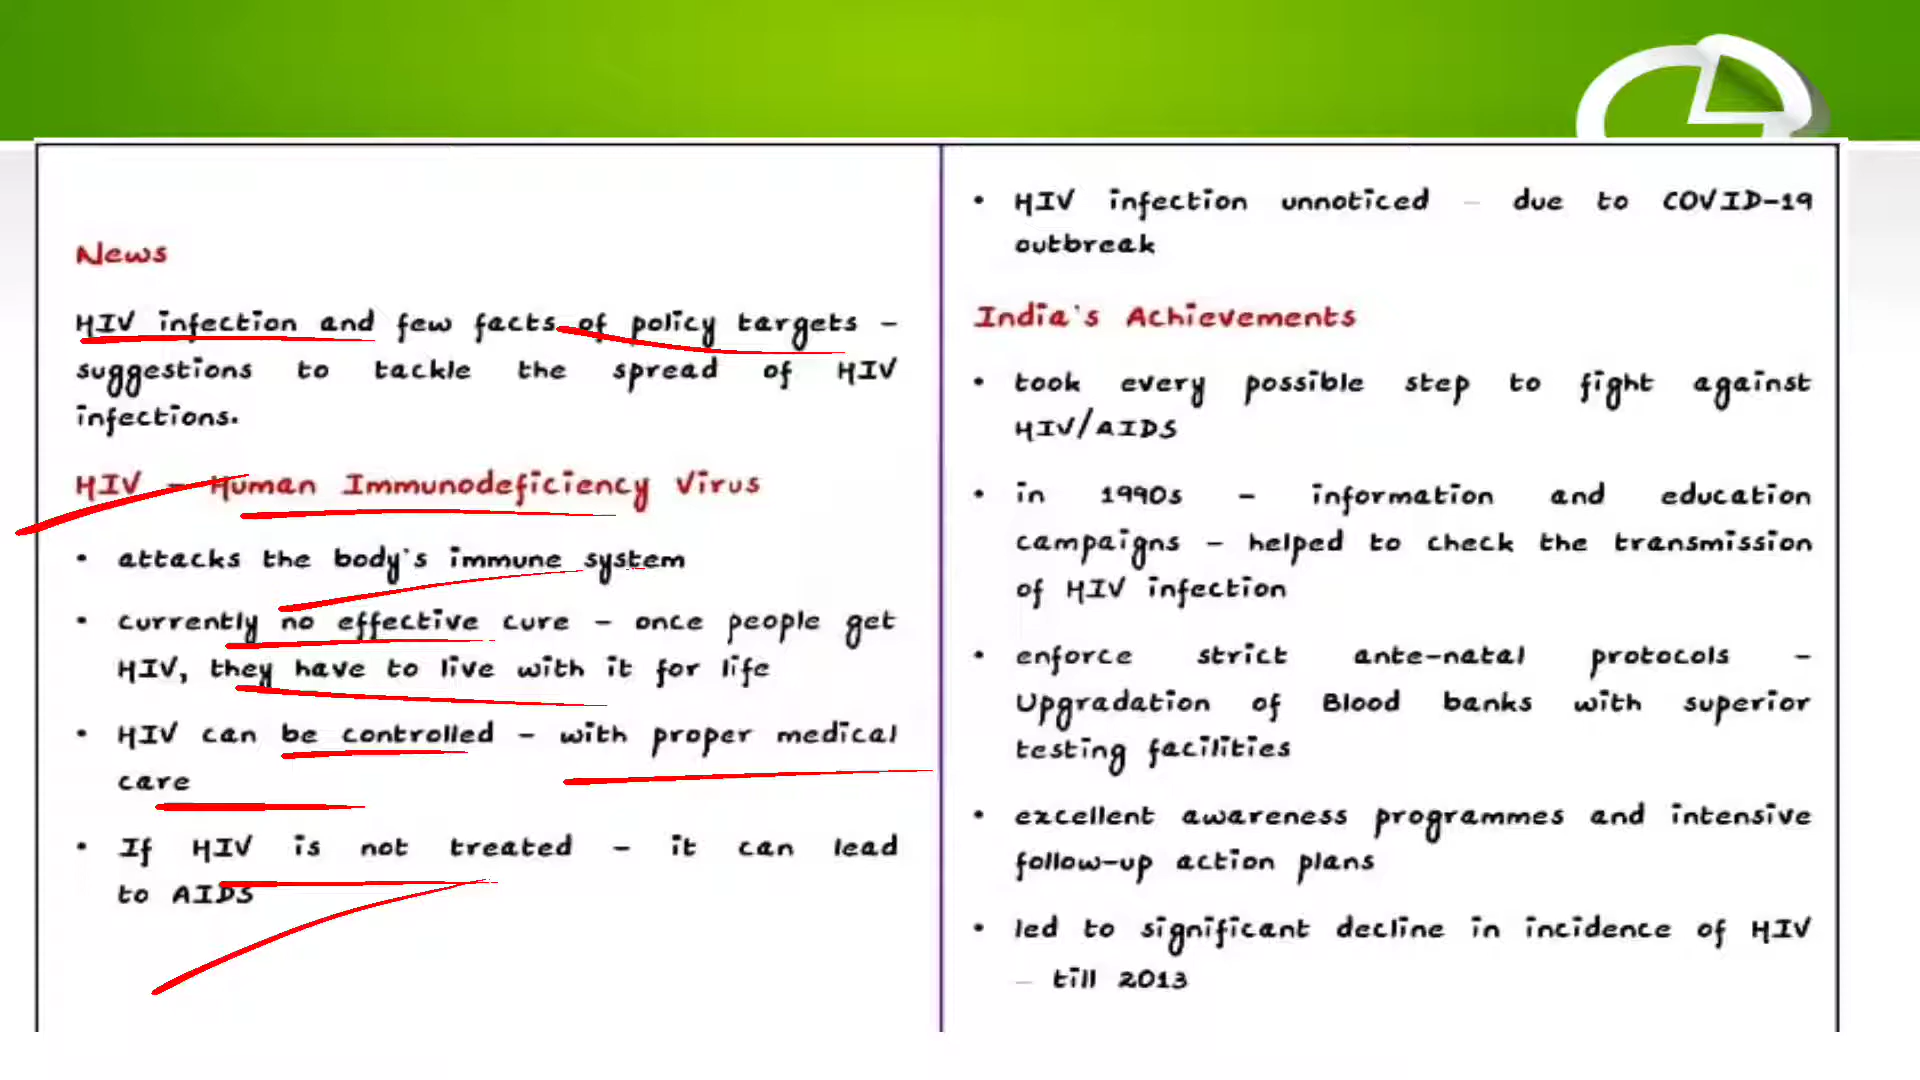 News
HIV infection and few facts of policy targets –
suggestions to tackle the spread of HIV
infections.
HIV – Human Immunodeficiency Virus
• attacks the body's immune system
• currently no effective cure – once people get
HIV, they have to live with it for life
• HIV can be controlled – with proper medical
care
• If HIV is not treated – it can lead
to AIDS
• HIV infection unnoticed – due to COVID-19
outbreak
India's Achievements
• took every possible step to fight against
HIV/AIDS
• in 1990s – information and education
campaigns – helped to check the transmission
of HIV infection
• enforce strict ante-natal protocols –
Upgradation of Blood banks with superior
testing facilities
• excellent awareness programmes and intensive
follow-up action plans
• led to significant decline in incidence of HIV
– till 2013